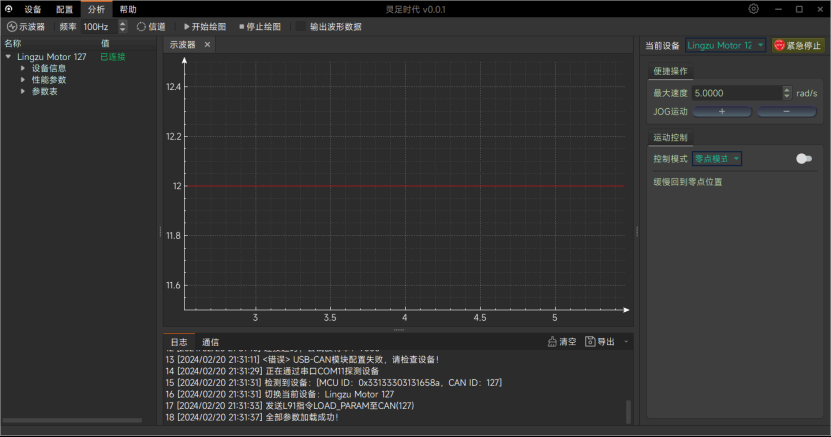 设备 配置 分析 帮助 灵足时代 v0.0.1
示波器 频率 100Hz 信道 开始绘图 停止绘图 输出波形数据
名称 值
Lingzu Motor 127 已连接
设备信息
性能参数
参数表
示波器
12.4
12.2
12
11.8
11.6
3 3.5 4 4.5 5
日志 通信 清空 导出
13 [2024/02/20 21:31:11] <错误> USB-CAN模块配置失败，请检查设备！
14 [2024/02/20 21:31:29] 正在通过串口COM11探测设备
15 [2024/02/20 21:31:31] 检测到设备：[MCU ID：0x33133303131658a，CAN ID：127]
16 [2024/02/20 21:31:31] 切换当前设备：Lingzu Motor 127
17 [2024/02/20 21:31:33] 发送L91指令LOAD_PARAM至CAN(127)
18 [2024/02/20 21:31:37] 全部参数加载成功！
当前设备 Lingzu Motor 12 紧急停止
便捷操作
最大速度 5.0000 rad/s
JOG运动 + −
运动控制
控制模式 零点模式
缓慢回到零点位置